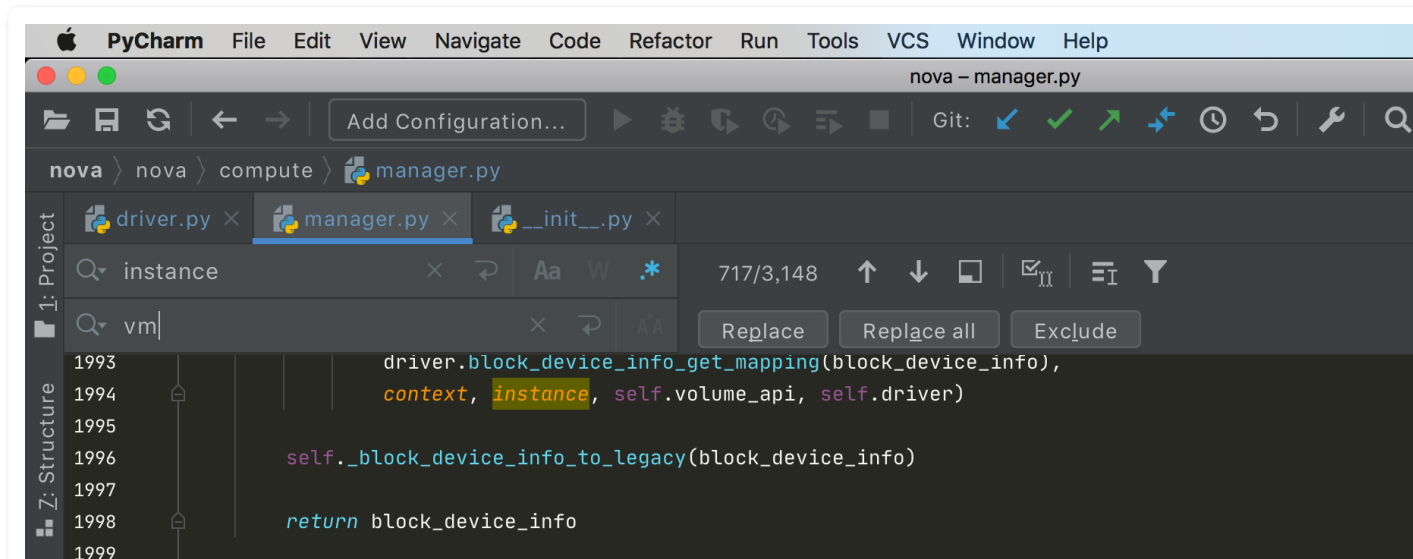 PyCharm File Edit View Navigate Code Refactor Run Tools VCS Window Help
nova – manager.py
Add Configuration... Git:
nova 〉 nova 〉 compute 〉 manager.py
driver.py × manager.py × __init__.py ×
1: Project
instance × Aa W .* 717/3,148
vm × Replace Replace all Exclude
1993 driver.block_device_info_get_mapping(block_device_info),
1994 context, instance, self.volume_api, self.driver)
1995
1996 self._block_device_info_to_legacy(block_device_info)
1997
1998 return block_device_info
1999
Z: Structure